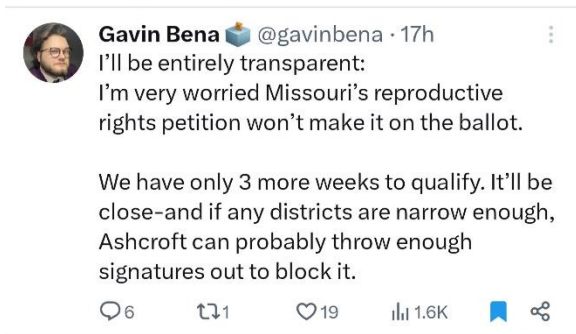 Gavin Bena 🗳️ @gavinbena · 17h
I'll be entirely transparent:
I'm very worried Missouri's reproductive
rights petition won't make it on the ballot.
We have only 3 more weeks to qualify. It'll be
close-and if any districts are narrow enough,
Ashcroft can probably throw enough
signatures out to block it.
6 1 19 1.6K